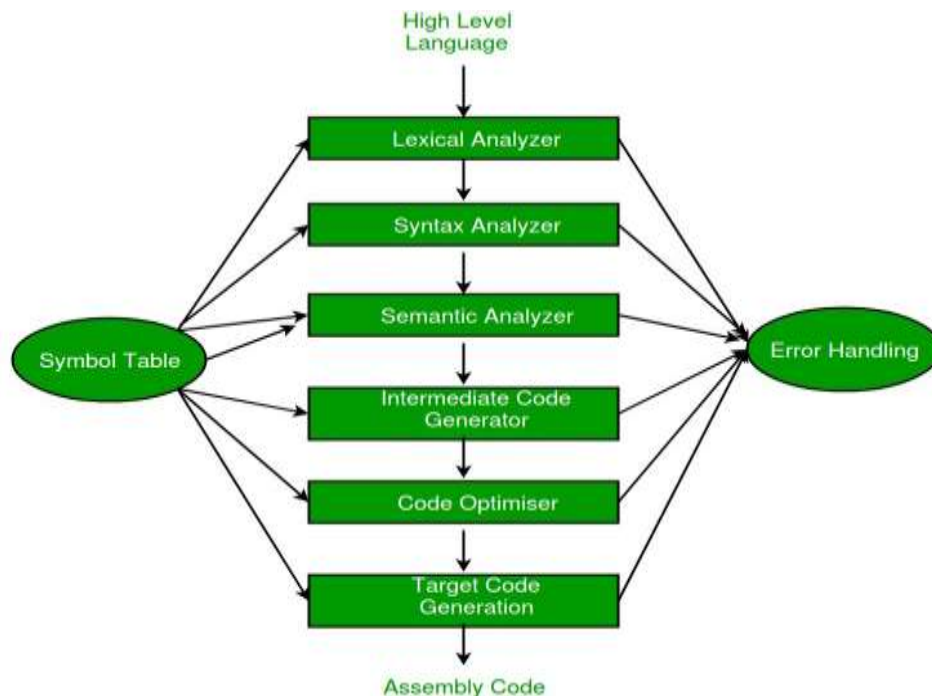 High Level
Language
Lexical Analyzer
Syntax Analyzer
Semantic Analyzer
Symbol Table
Error Handling
Intermediate Code
Generator
Code Optimiser
Target Code
Generation
Assembly Code